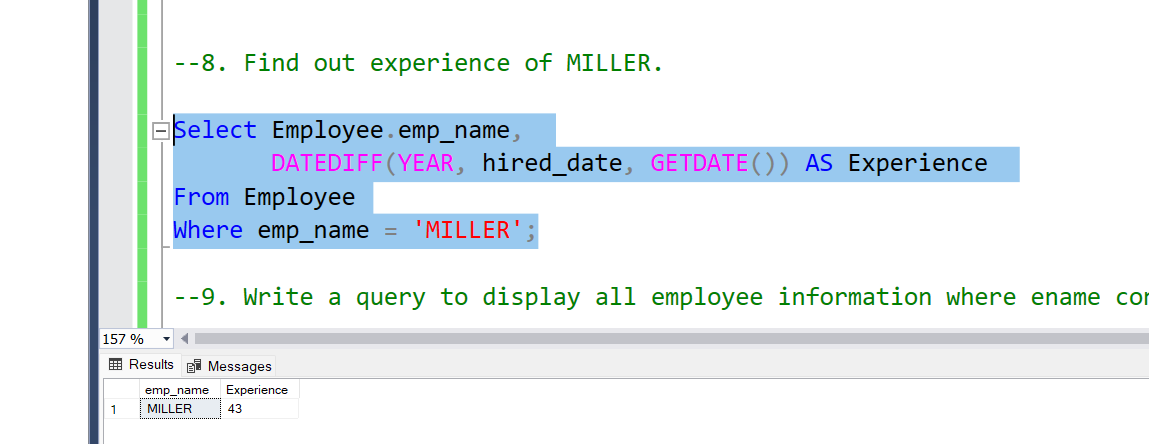 --8. Find out experience of MILLER.
Select Employee.emp_name,
DATEDIFF(YEAR, hired_date, GETDATE()) AS Experience
From Employee
Where emp_name = 'MILLER';
--9. Write a query to display all employee information where ename
157 %
Results Messages
emp_name Experience
1 MILLER 43